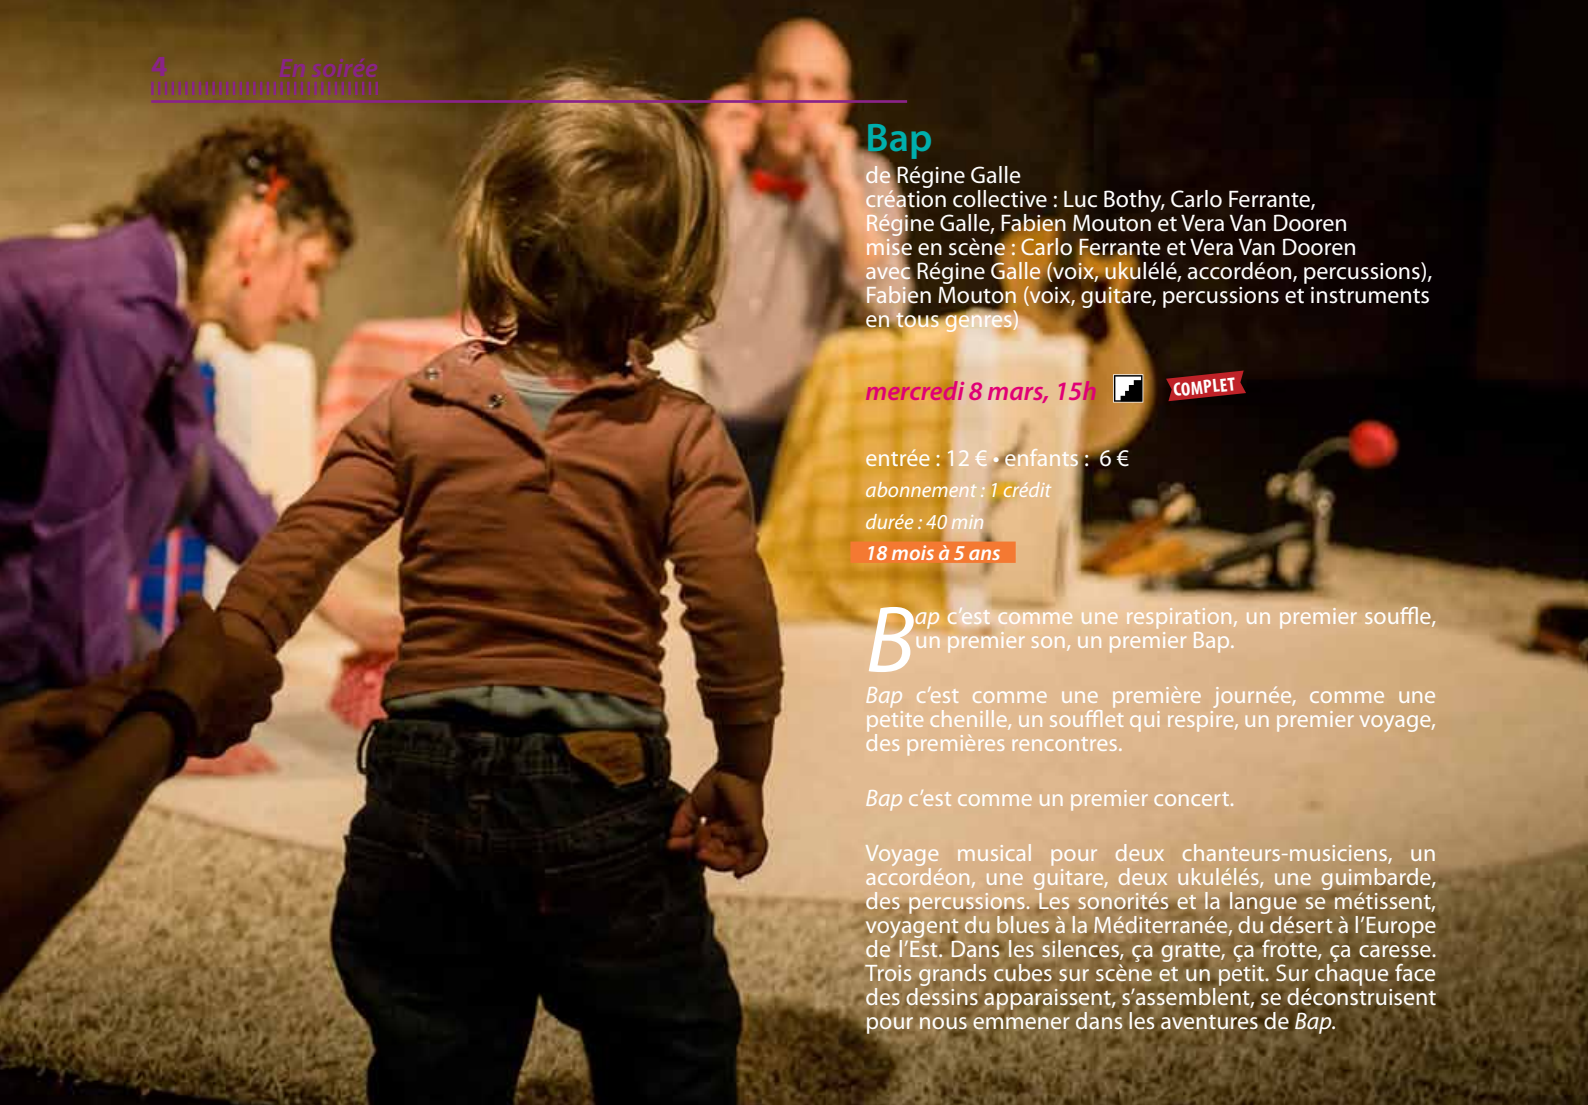 4 En soirée
Bap
de Régine Galle
création collective : Luc Bothy, Carlo Ferrante,
Régine Galle, Fabien Mouton et Vera Van Dooren
mise en scène : Carlo Ferrante et Vera Van Dooren
avec Régine Galle (voix, ukulélé, accordéon, percussions),
Fabien Mouton (voix, guitare, percussions et instruments
en tous genres)
mercredi 8 mars, 15h COMPLET
entrée : 12 € • enfants : 6 €
abonnement : 1 crédit
durée : 40 min
18 mois à 5 ans
Bap c'est comme une respiration, un premier souffle,
un premier son, un premier Bap.
Bap c'est comme une première journée, comme une
petite chenille, un soufflet qui respire, un premier voyage,
des premières rencontres.
Bap c'est comme un premier concert.
Voyage musical pour deux chanteurs-musiciens, un
accordéon, une guitare, deux ukulélés, une guimbarde,
des percussions. Les sonorités et la langue se métissent,
voyagent du blues à la Méditerranée, du désert à l'Europe
de l'Est. Dans les silences, ça gratte, ça frotte, ça caresse.
Trois grands cubes sur scène et un petit. Sur chaque face
des dessins apparaissent, s'assemblent, se déconstruisent
pour nous emmener dans les aventures de Bap.